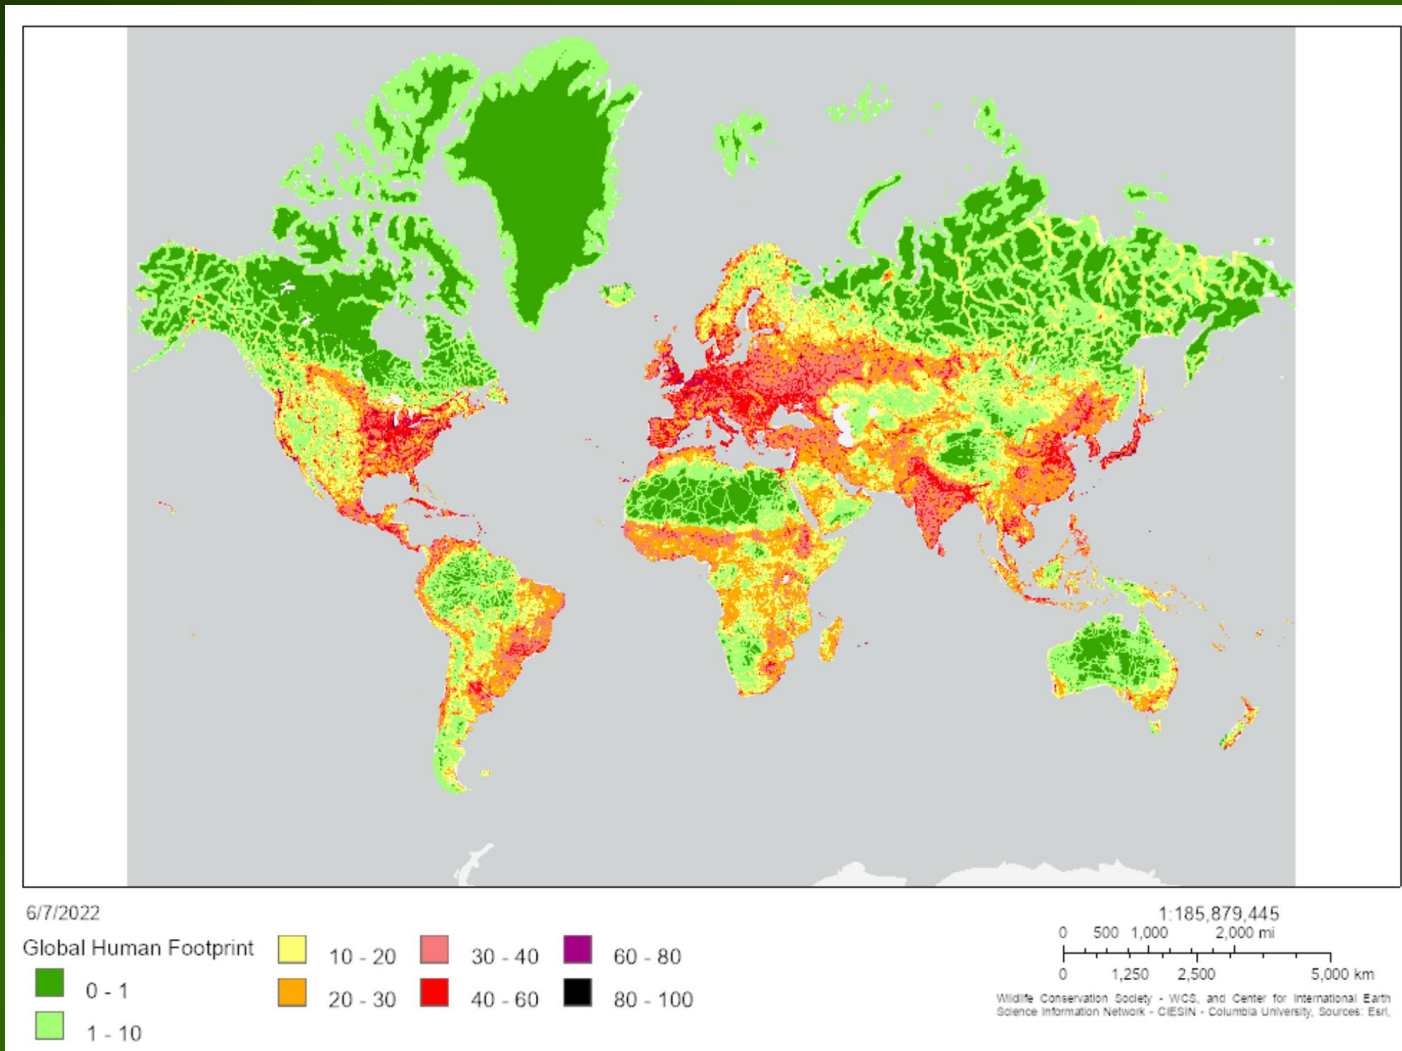 6/7/2022
Global Human Footprint
0 - 1
1 - 10
10 - 20
20 - 30
30 - 40
40 - 60
60 - 80
80 - 100
1:185,879,445
0 500 1,000 2,000 mi
0 1,250 2,500 5,000 km
Wildlife Conservation Society - WCS, and Center for International Earth
Science Information Network - CIESIN - Columbia University, Sources: Esri,